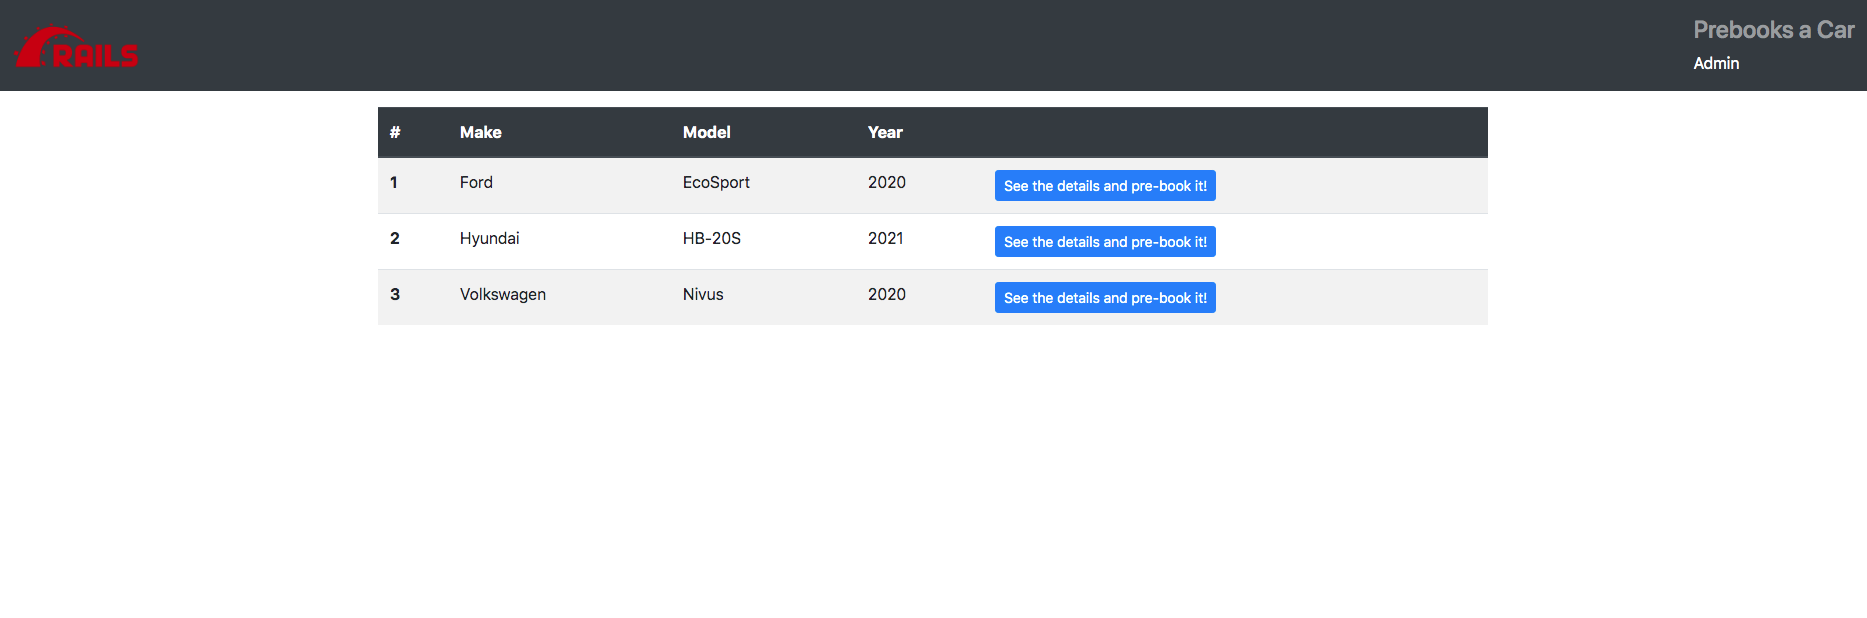 RAILS
Prebooks a Car
Admin
# Make Model Year
1 Ford EcoSport 2020 See the details and pre-book it!
2 Hyundai HB-20S 2021 See the details and pre-book it!
3 Volkswagen Nivus 2020 See the details and pre-book it!